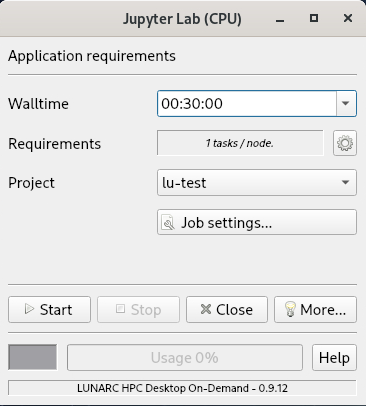 Jupyter Lab (CPU)
Application requirements
Walltime 00:30:00
Requirements 1 tasks / node.
Project lu-test
Job settings...
Start Stop Close More...
Usage 0% Help
LUNARC HPC Desktop On-Demand - 0.9.12